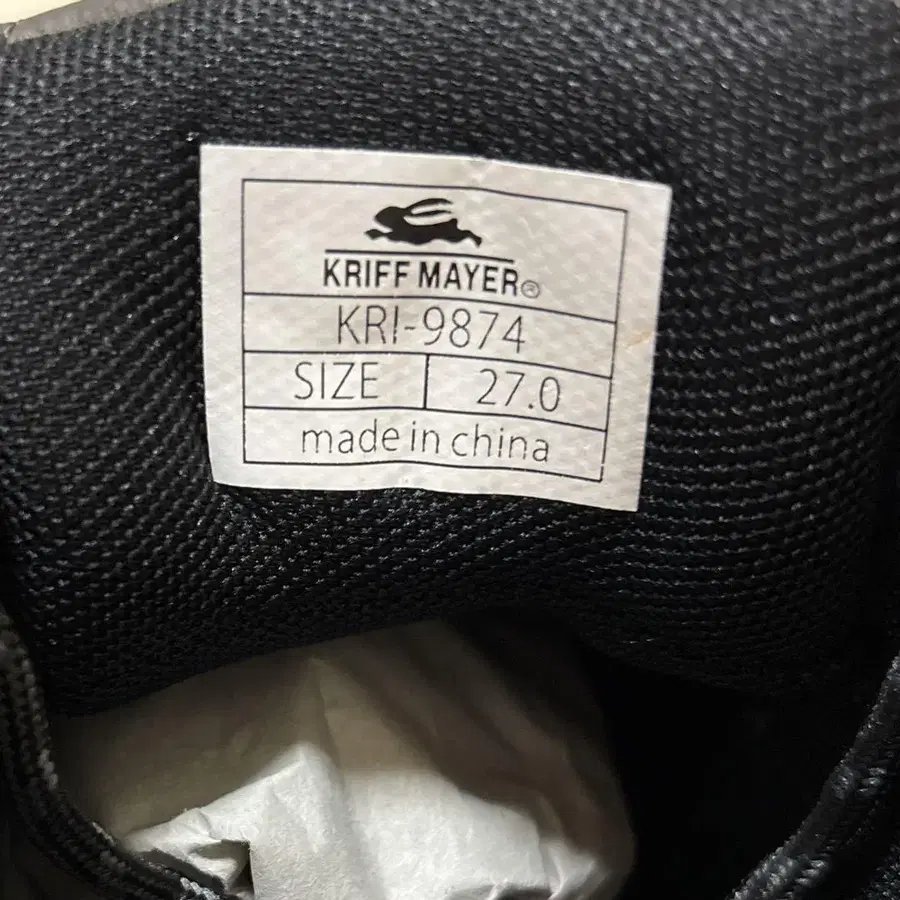 KRIFF MAYER®
KRI-9874
SIZE 27.0
made in china